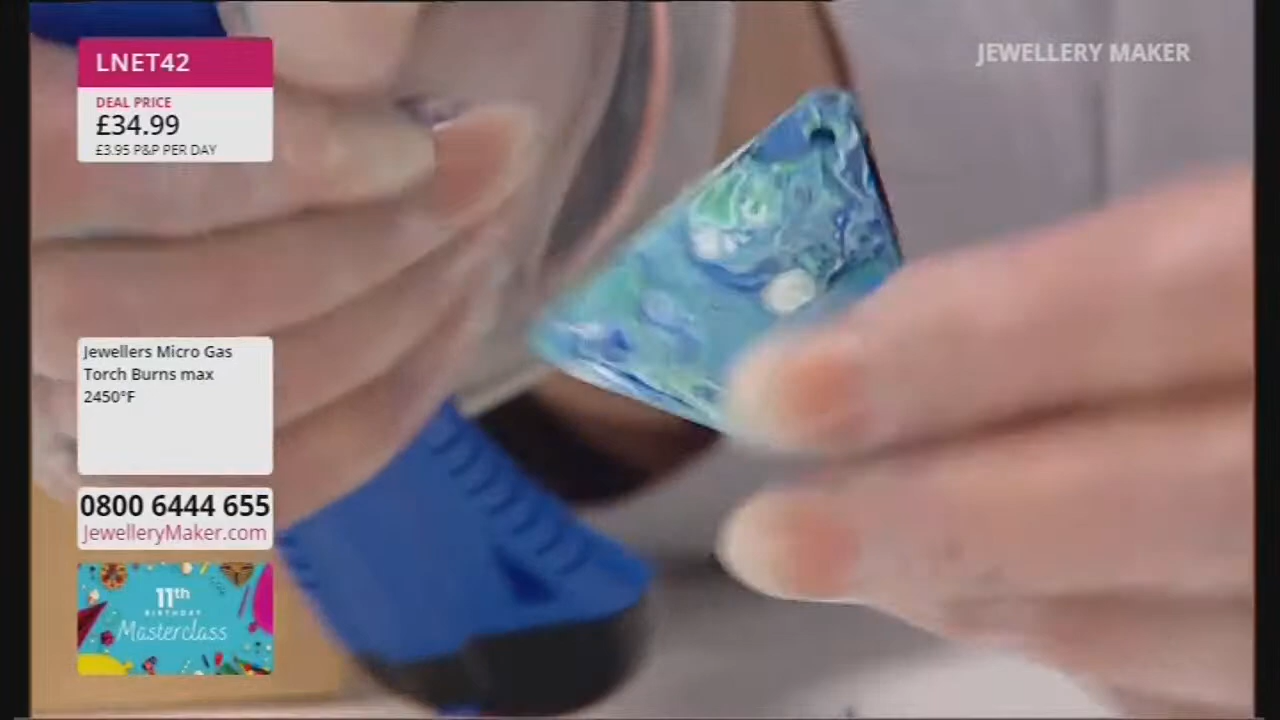 LNET42
DEAL PRICE
£34.99
£3.95 P&P PER DAY
JEWELLERY MAKER
Jewellers Micro Gas
Torch Burns max
2450°F
0800 6444 655
JewelleryMaker.com
11th
BIRTHDAY
Masterclass